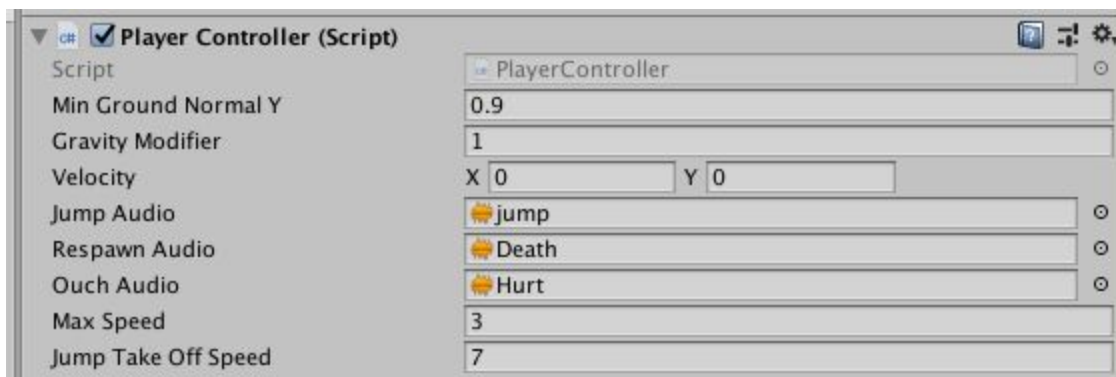 Player Controller (Script)
Script PlayerController
Min Ground Normal Y 0.9
Gravity Modifier 1
Velocity X 0 Y 0
Jump Audio jump
Respawn Audio Death
Ouch Audio Hurt
Max Speed 3
Jump Take Off Speed 7